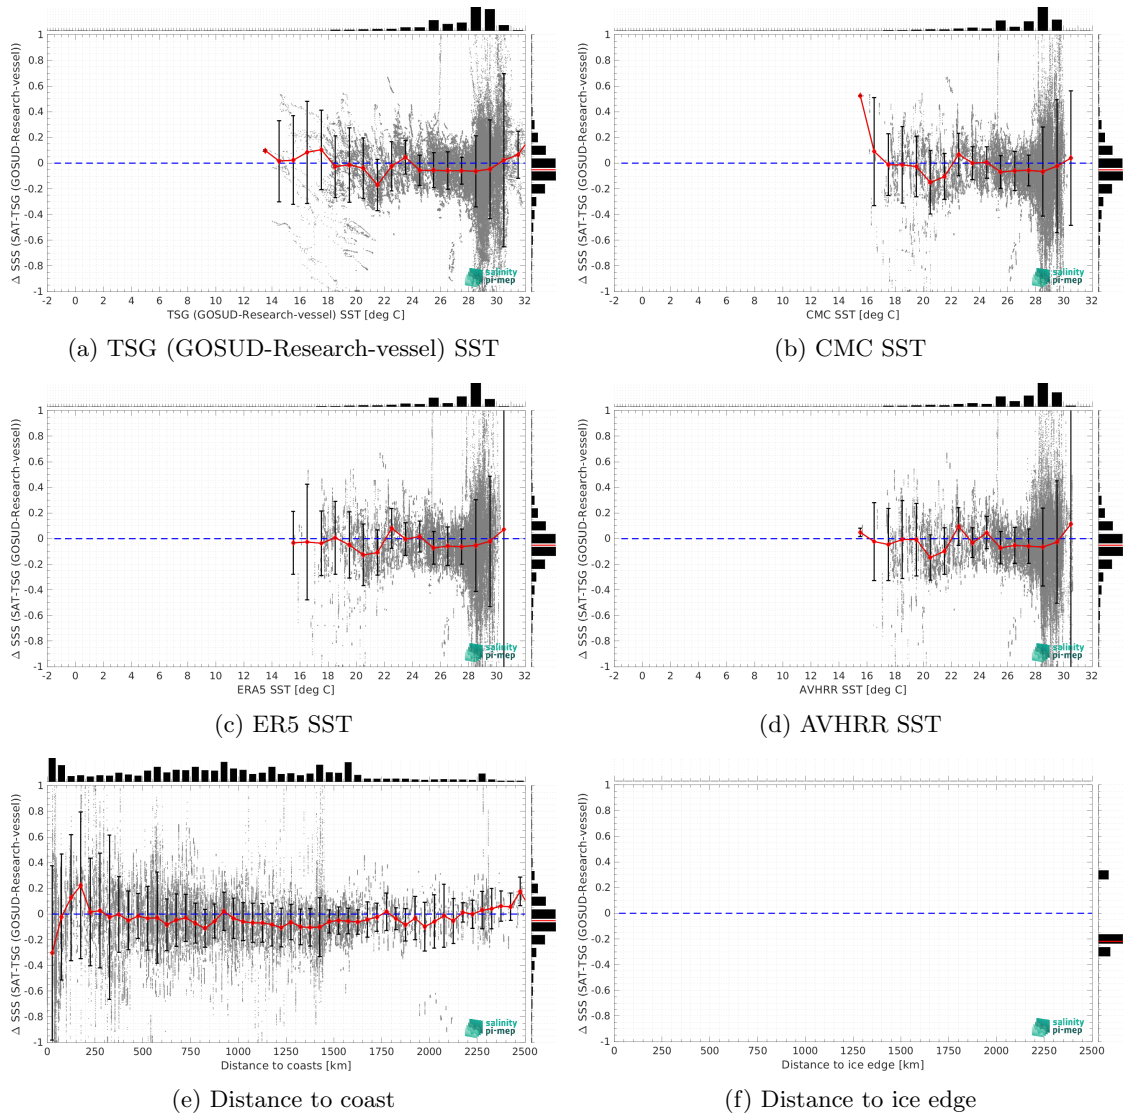 Δ SSS (SAT-TSG (GOSUD-Research-vessel))
1
0.8
0.6
0.4
0.2
0
-0.2
-0.4
-0.6
-0.8
-1
salinity
pi-mep
-2 0 2 4 6 8 10 12 14 16 18 20 22 24 26 28 30 32
TSG (GOSUD-Research-vessel) SST [deg C]
(a) TSG (GOSUD-Research-vessel) SST
Δ SSS (SAT-TSG (GOSUD-Research-vessel))
1
0.8
0.6
0.4
0.2
0
-0.2
-0.4
-0.6
-0.8
-1
salinity
pi-mep
-2 0 2 4 6 8 10 12 14 16 18 20 22 24 26 28 30 32
CMC SST [deg C]
(b) CMC SST
Δ SSS (SAT-TSG (GOSUD-Research-vessel))
1
0.8
0.6
0.4
0.2
0
-0.2
-0.4
-0.6
-0.8
-1
salinity
pi-mep
-2 0 2 4 6 8 10 12 14 16 18 20 22 24 26 28 30 32
ERA5 SST [deg C]
(c) ER5 SST
Δ SSS (SAT-TSG (GOSUD-Research-vessel))
1
0.8
0.6
0.4
0.2
0
-0.2
-0.4
-0.6
-0.8
-1
salinity
pi-mep
-2 0 2 4 6 8 10 12 14 16 18 20 22 24 26 28 30 32
AVHRR SST [deg C]
(d) AVHRR SST
Δ SSS (SAT-TSG (GOSUD-Research-vessel))
1
0.8
0.6
0.4
0.2
0
-0.2
-0.4
-0.6
-0.8
-1
salinity
pi-mep
0 250 500 750 1000 1250 1500 1750 2000 2250 2500
Distance to coasts [km]
(e) Distance to coast
Δ SSS (SAT-TSG (GOSUD-Research-vessel))
1
0.8
0.6
0.4
0.2
0
-0.2
-0.4
-0.6
-0.8
-1
salinity
pi-mep
0 250 500 750 1000 1250 1500 1750 2000 2250 2500
Distance to ice edge [km]
(f) Distance to ice edge